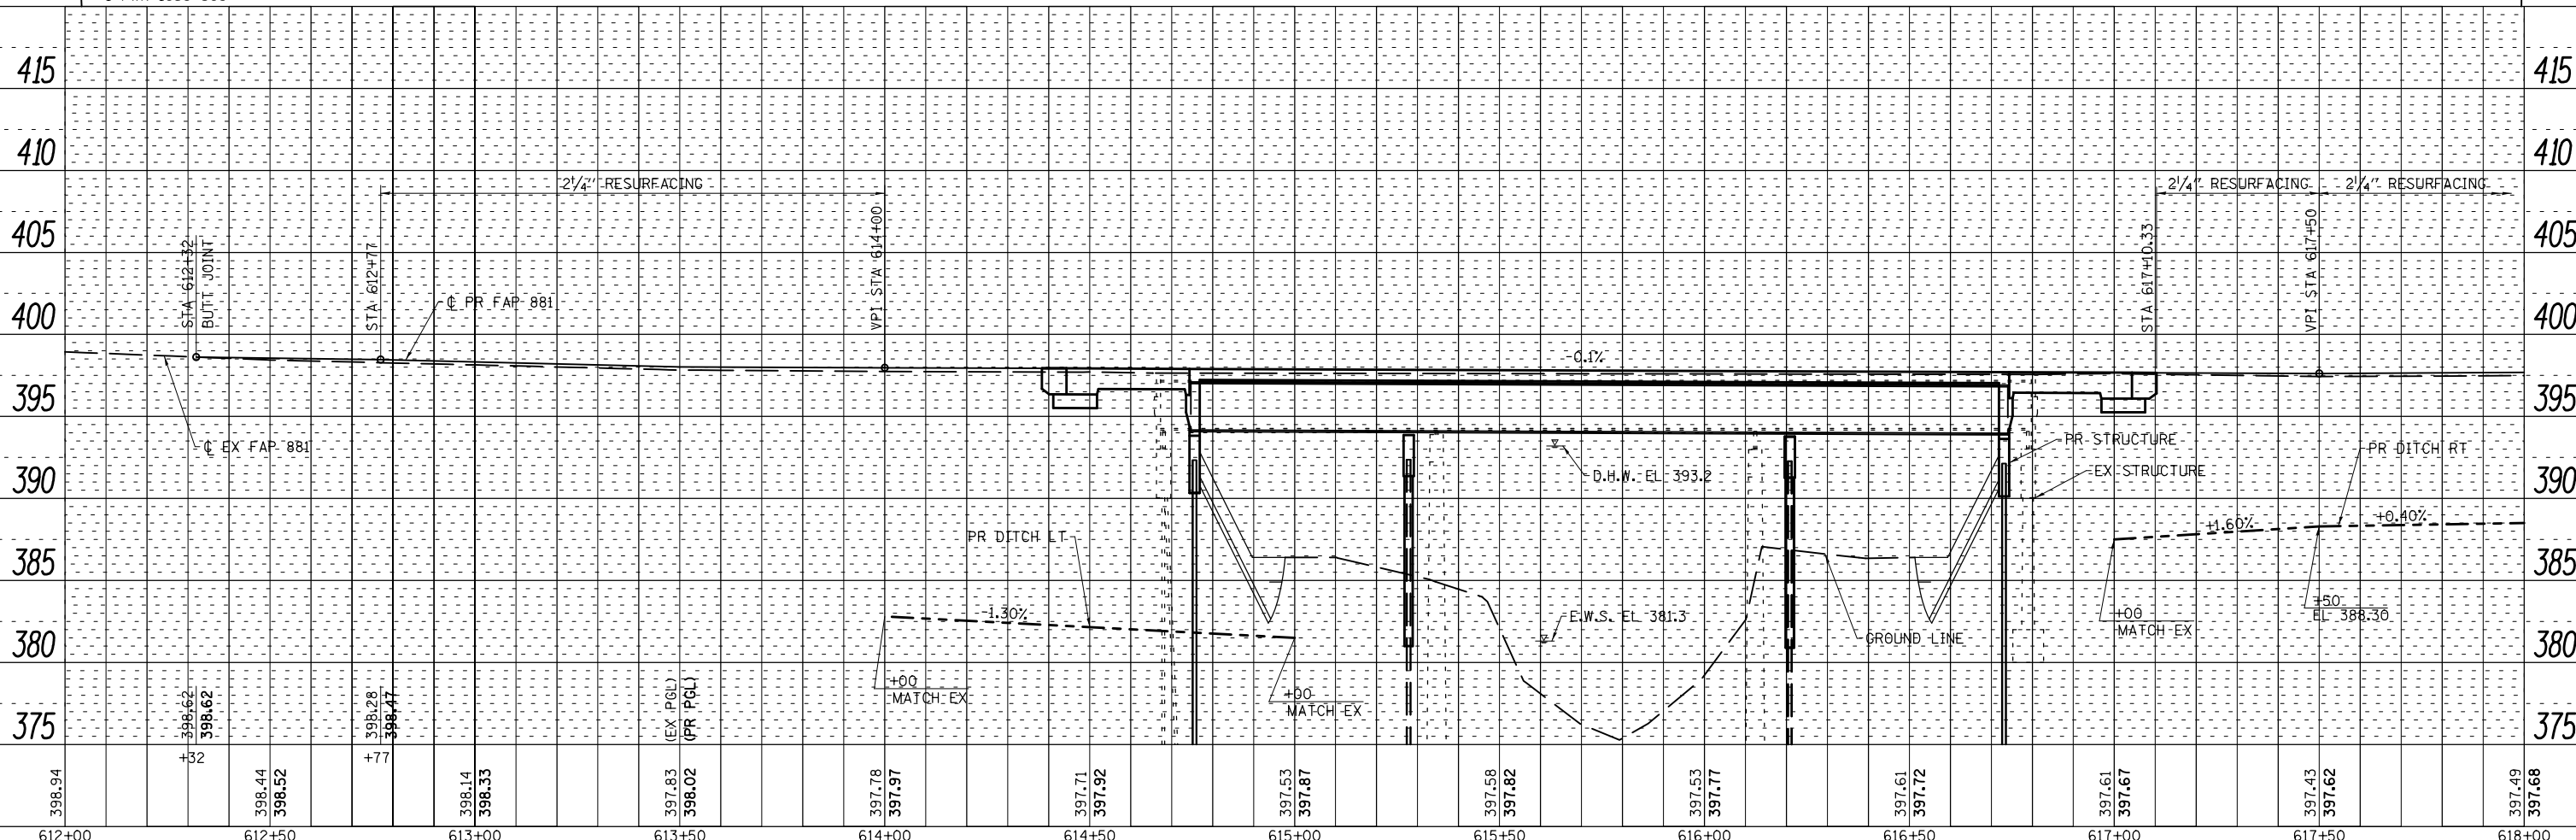 415
415
410
410
2¼" RESURFACING
2¼" RESURFACING
2¼" RESURFACING
405
STA 612+32
BUTT JOINT
STA 612+77
VPI STA 614+00
STA 617+10.33
VPI STA 617+50
405
℄ PR FAP 881
400
400
-0.1%
395
395
℄ EX FAP 881
PR STRUCTURE
PR DITCH RT
EX STRUCTURE
D.H.W. EL 393.2
390
390
+1.60%
+0.40%
PR DITCH LT
385
385
-1.30%
E.W.S. EL 381.3
+50
EL 388.30
+00
MATCH EX
GROUND LINE
380
380
+00
MATCH EX
+00
MATCH EX
398.62
398.62
398.28
398.47
(EX PGL)
(PR PGL)
375
375
+32
+77
398.94
398.44
398.52
398.14
398.33
397.83
398.02
397.78
397.97
397.71
397.92
397.53
397.87
397.58
397.82
397.53
397.77
397.61
397.72
397.61
397.67
397.43
397.62
397.49
397.68
612+00
612+50
613+00
613+50
614+00
614+50
615+00
615+50
616+00
616+50
617+00
617+50
618+00